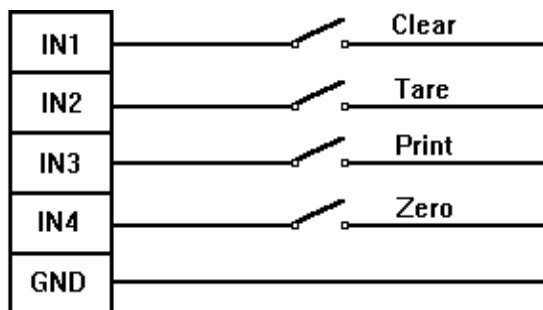 IN1 Clear
IN2 Tare
IN3 Print
IN4 Zero
GND